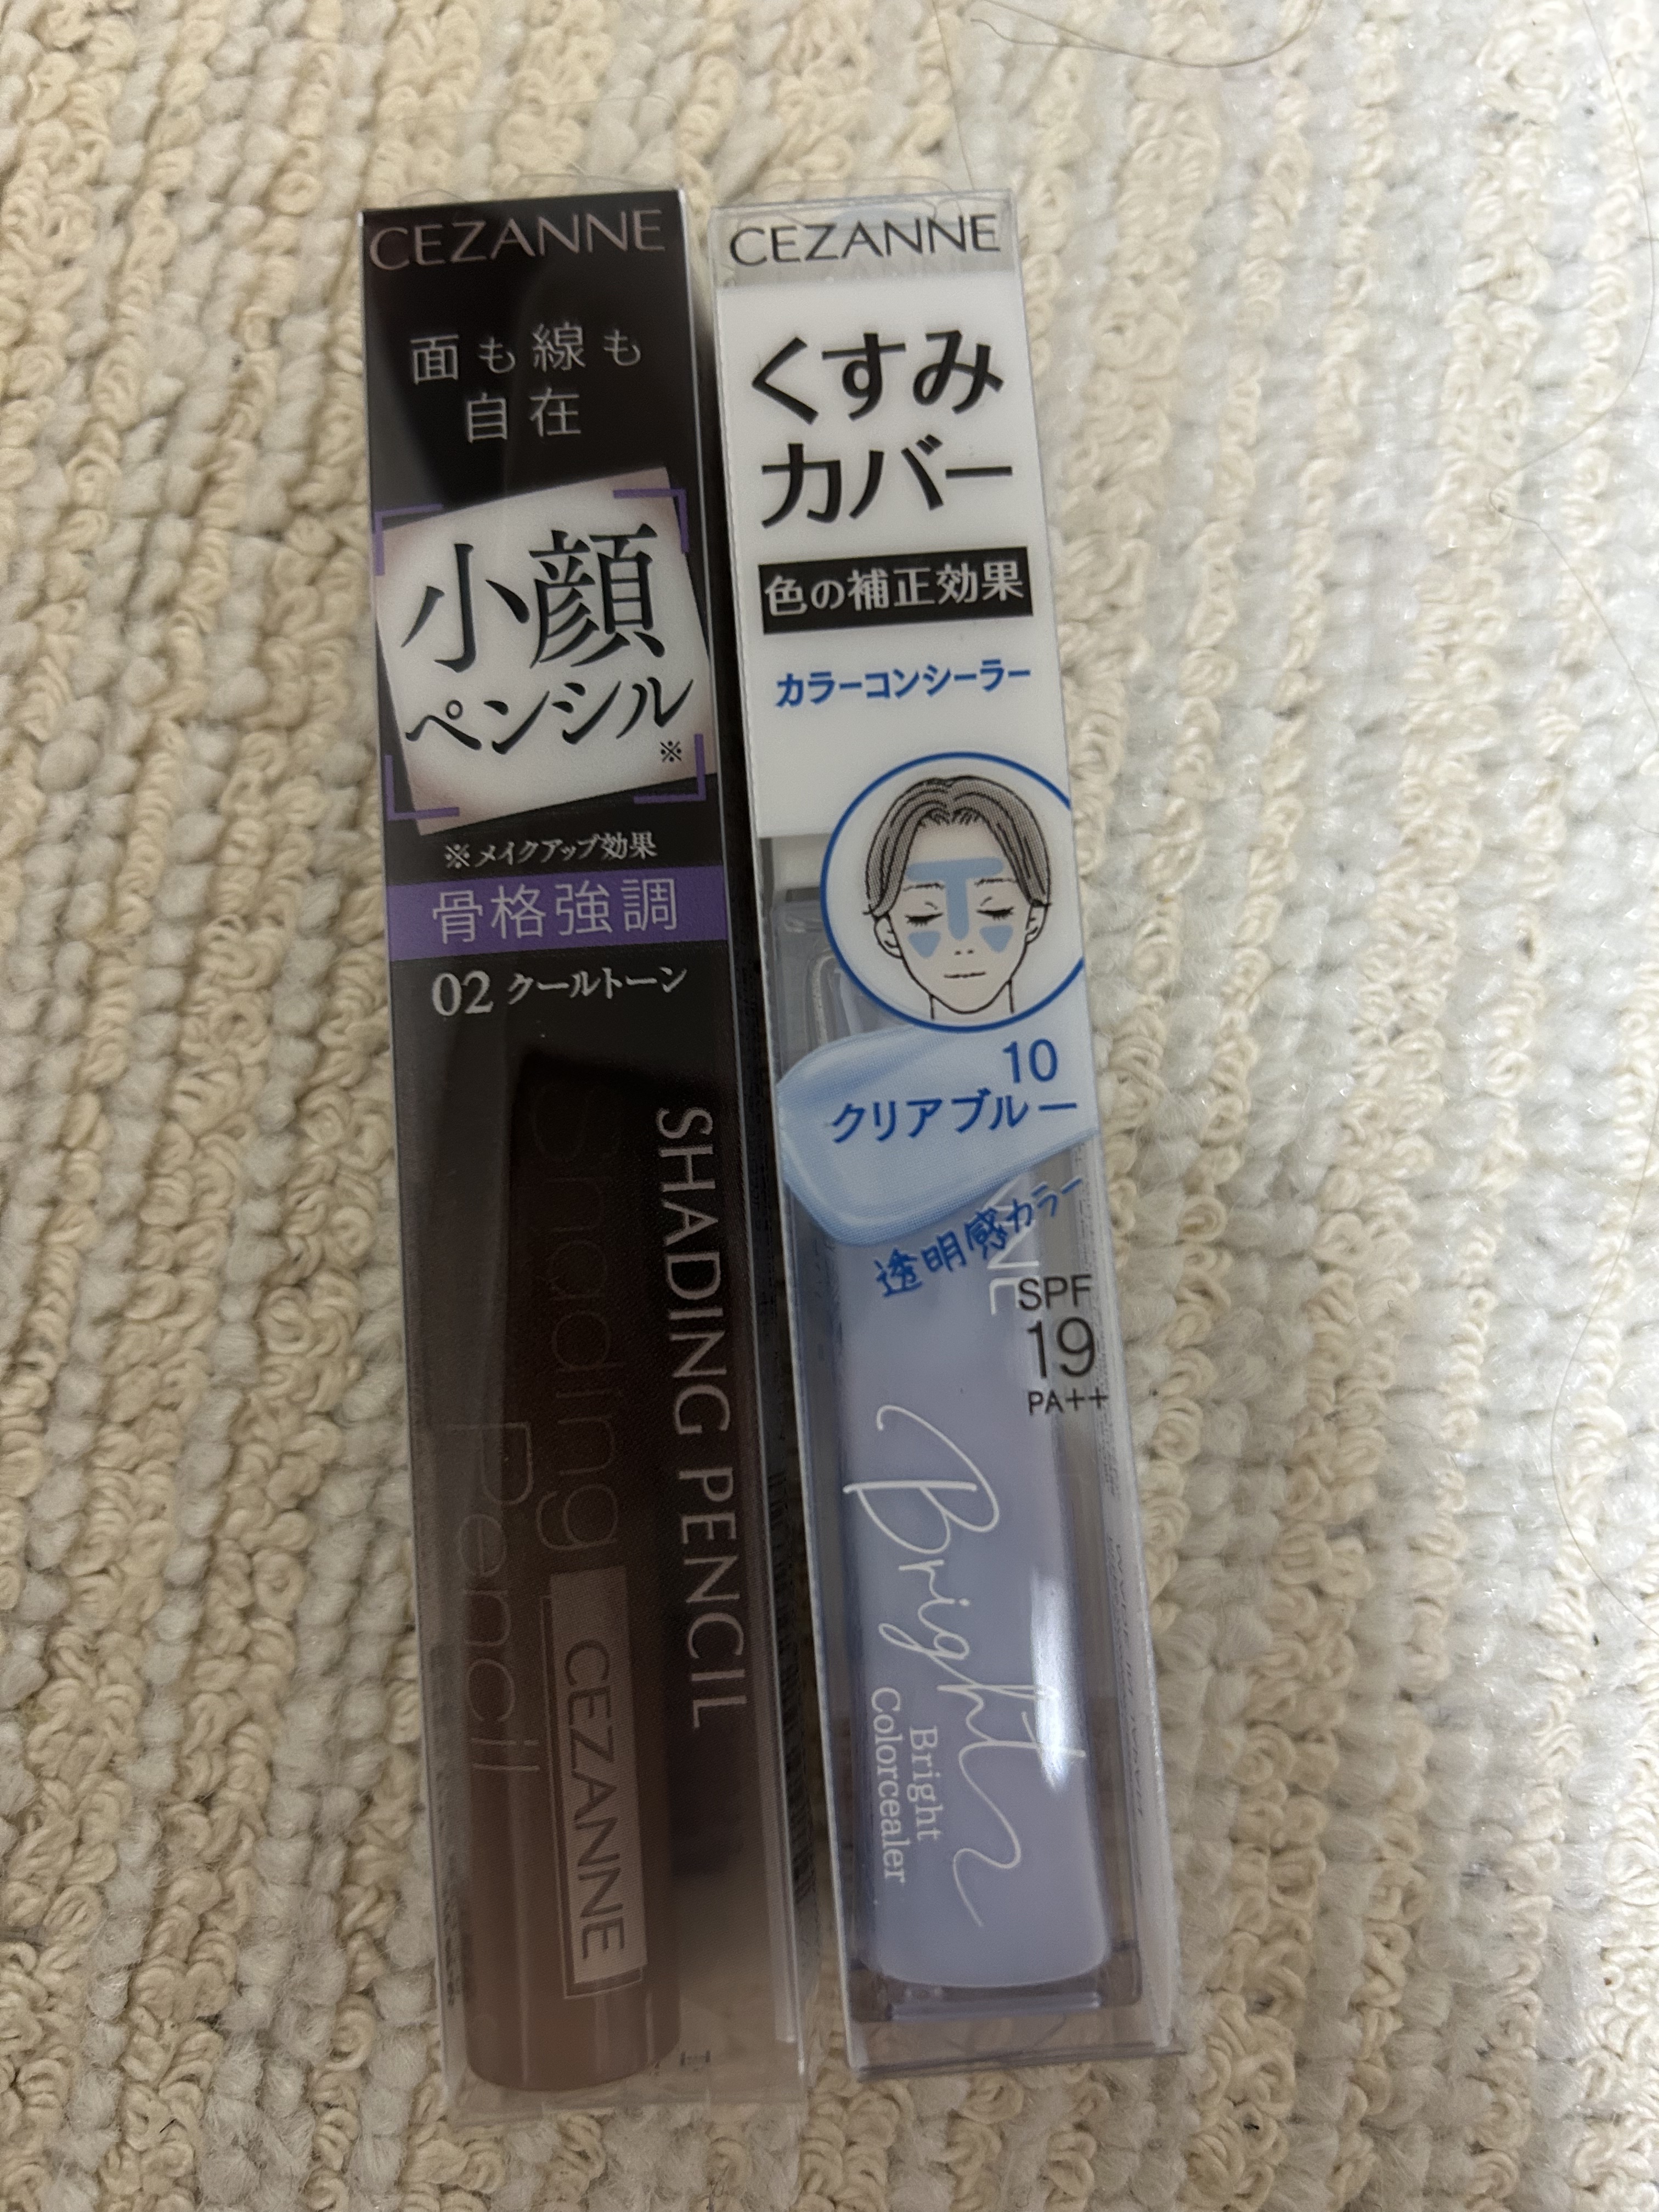 CEZANNE
面も線も
自在
小顔
ペンシル
※
※メイクアップ効果
骨格強調
02 クールトーン
SHADING PENCIL
Shading
Pencil
CEZANNE
CEZANNE
くすみ
カバー
色の補正効果
カラーコンシーラー
10
クリアブルー
透明感カラー
SPF
19
PA++
Bright
Bright
Colorcealer